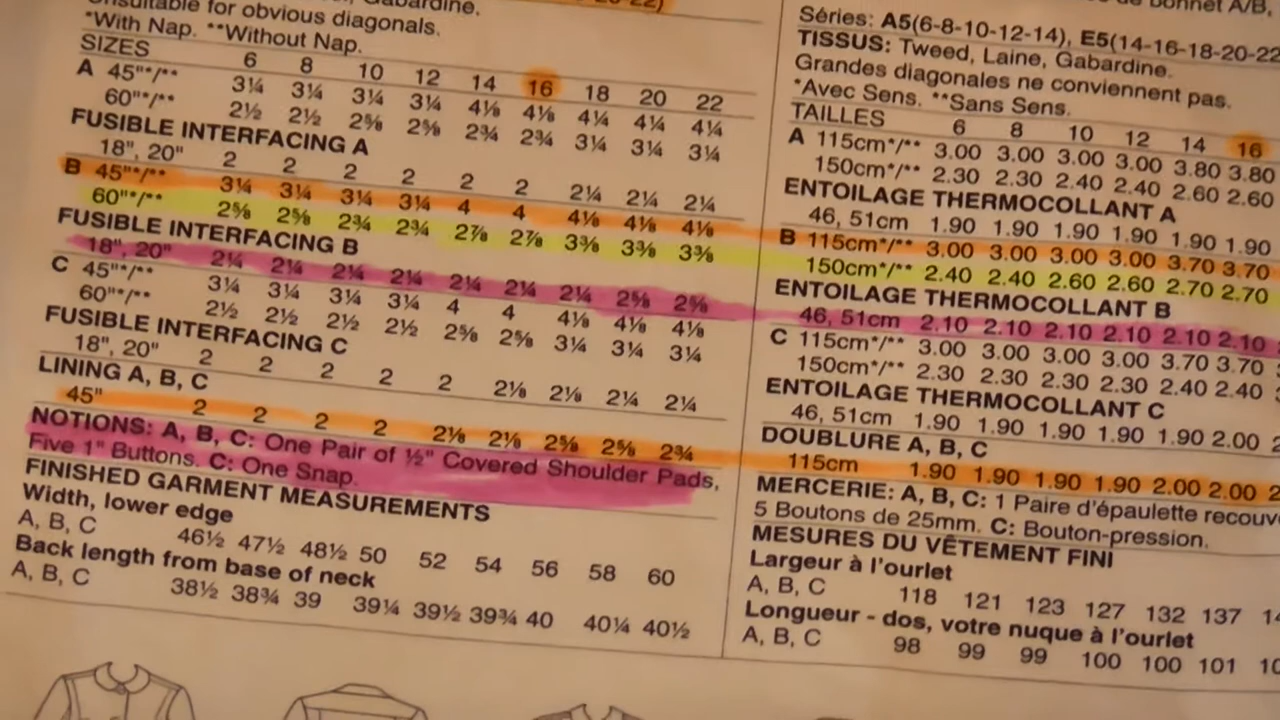 Unsuitable for obvious diagonals.
*With Nap. **Without Nap.
SIZES 6 8 10 12 14 16 18 20 22
A 45"*/** 3¼ 3¼ 3¼ 3¼ 4⅛ 4⅛ 4¼ 4¼ 4¼
60"*/** 2½ 2½ 2⅝ 2⅝ 2¾ 2¾ 3¼ 3¼ 3¼
FUSIBLE INTERFACING A
18", 20" 2 2 2 2 2 2 2¼ 2¼ 2¼
B 45"*/** 3¼ 3¼ 3¼ 3¼ 4 4 4⅛ 4⅛ 4⅛
60"*/** 2⅝ 2⅝ 2¾ 2¾ 2⅞ 2⅞ 3⅜ 3⅜ 3⅜
FUSIBLE INTERFACING B
18", 20" 2¼ 2¼ 2¼ 2¼ 2¼ 2¼ 2¼ 2⅝ 2⅝
C 45"*/** 3¼ 3¼ 3¼ 3¼ 4 4 4⅛ 4⅛ 4⅛
60"*/** 2½ 2½ 2½ 2½ 2⅝ 2⅝ 3¼ 3¼ 3¼
FUSIBLE INTERFACING C
18", 20" 2 2 2 2 2 2⅛ 2⅛ 2¼ 2¼
LINING A, B, C
45" 2 2 2 2 2⅛ 2⅛ 2⅝ 2⅝ 2¾
NOTIONS: A, B, C: One Pair of ½" Covered Shoulder Pads,
Five 1" Buttons. C: One Snap.
FINISHED GARMENT MEASUREMENTS
Width, lower edge
A, B, C 46½ 47½ 48½ 50 52 54 56 58 60
Back length from base of neck
A, B, C 38½ 38¾ 39 39¼ 39½ 39¾ 40 40¼ 40½
bonnet A/B,
Séries: A5(6-8-10-12-14), E5(14-16-18-20-22
TISSUS: Tweed, Laine, Gabardine.
Grandes diagonales ne conviennent pas.
*Avec Sens. **Sans Sens.
TAILLES 6 8 10 12 14 16
A 115cm*/** 3.00 3.00 3.00 3.00 3.80 3.80
150cm*/** 2.30 2.30 2.40 2.40 2.60 2.60
ENTOILAGE THERMOCOLLANT A
46, 51cm 1.90 1.90 1.90 1.90 1.90 1.90
B 115cm*/** 3.00 3.00 3.00 3.00 3.70 3.70
150cm*/** 2.40 2.40 2.60 2.60 2.70 2.70
ENTOILAGE THERMOCOLLANT B
46, 51cm 2.10 2.10 2.10 2.10 2.10 2.10
C 115cm*/** 3.00 3.00 3.00 3.00 3.70 3.70
150cm*/** 2.30 2.30 2.30 2.30 2.40 2.40
ENTOILAGE THERMOCOLLANT C
46, 51cm 1.90 1.90 1.90 1.90 1.90 2.00 2
DOUBLURE A, B, C
115cm 1.90 1.90 1.90 1.90 2.00 2.00 2
MERCERIE: A, B, C: 1 Paire d'épaulette recouv
5 Boutons de 25mm. C: Bouton-pression.
MESURES DU VÊTEMENT FINI
Largeur à l'ourlet
A, B, C 118 121 123 127 132 137 14
Longueur - dos, votre nuque à l'ourlet
A, B, C 98 99 99 100 100 101 10